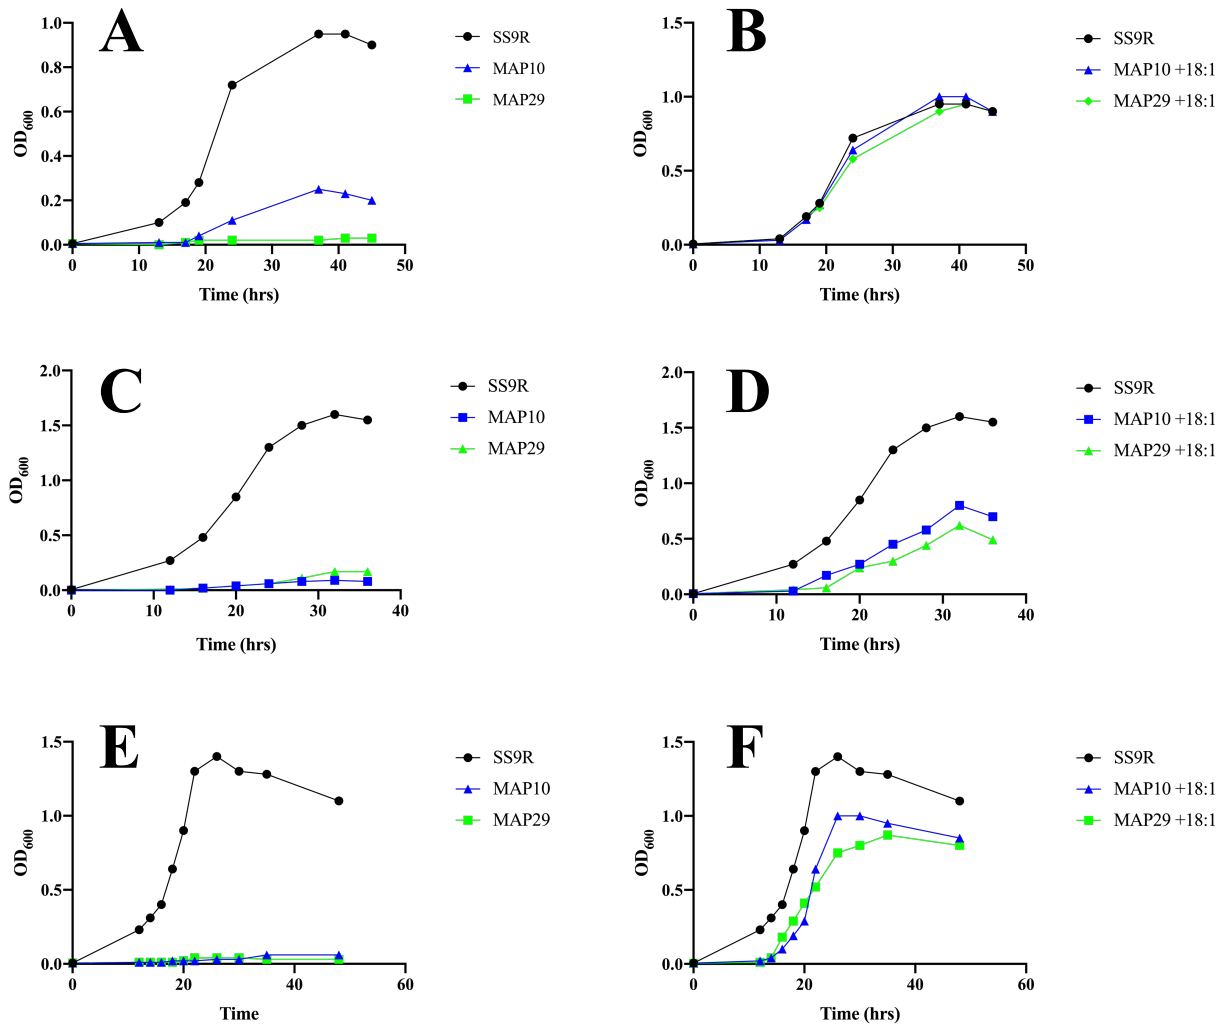 A
1.0
0.8
0.6
0.4
0.2
0.0
OD600
0 10 20 30 40 50
Time (hrs)
SS9R
MAP10
MAP29
B
1.5
1.0
0.5
0.0
OD600
0 10 20 30 40 50
Time (hrs)
SS9R
MAP10 +18:1
MAP29 +18:1
C
2.0
1.5
1.0
0.5
0.0
OD600
0 10 20 30 40
Time (hrs)
SS9R
MAP10
MAP29
D
2.0
1.5
1.0
0.5
0.0
OD600
0 10 20 30 40
Time (hrs)
SS9R
MAP10 +18:1
MAP29 +18:1
E
1.5
1.0
0.5
0.0
OD600
0 20 40 60
Time
SS9R
MAP10
MAP29
F
1.5
1.0
0.5
0.0
OD600
0 20 40 60
Time (hrs)
SS9R
MAP10 +18:1
MAP29 +18:1